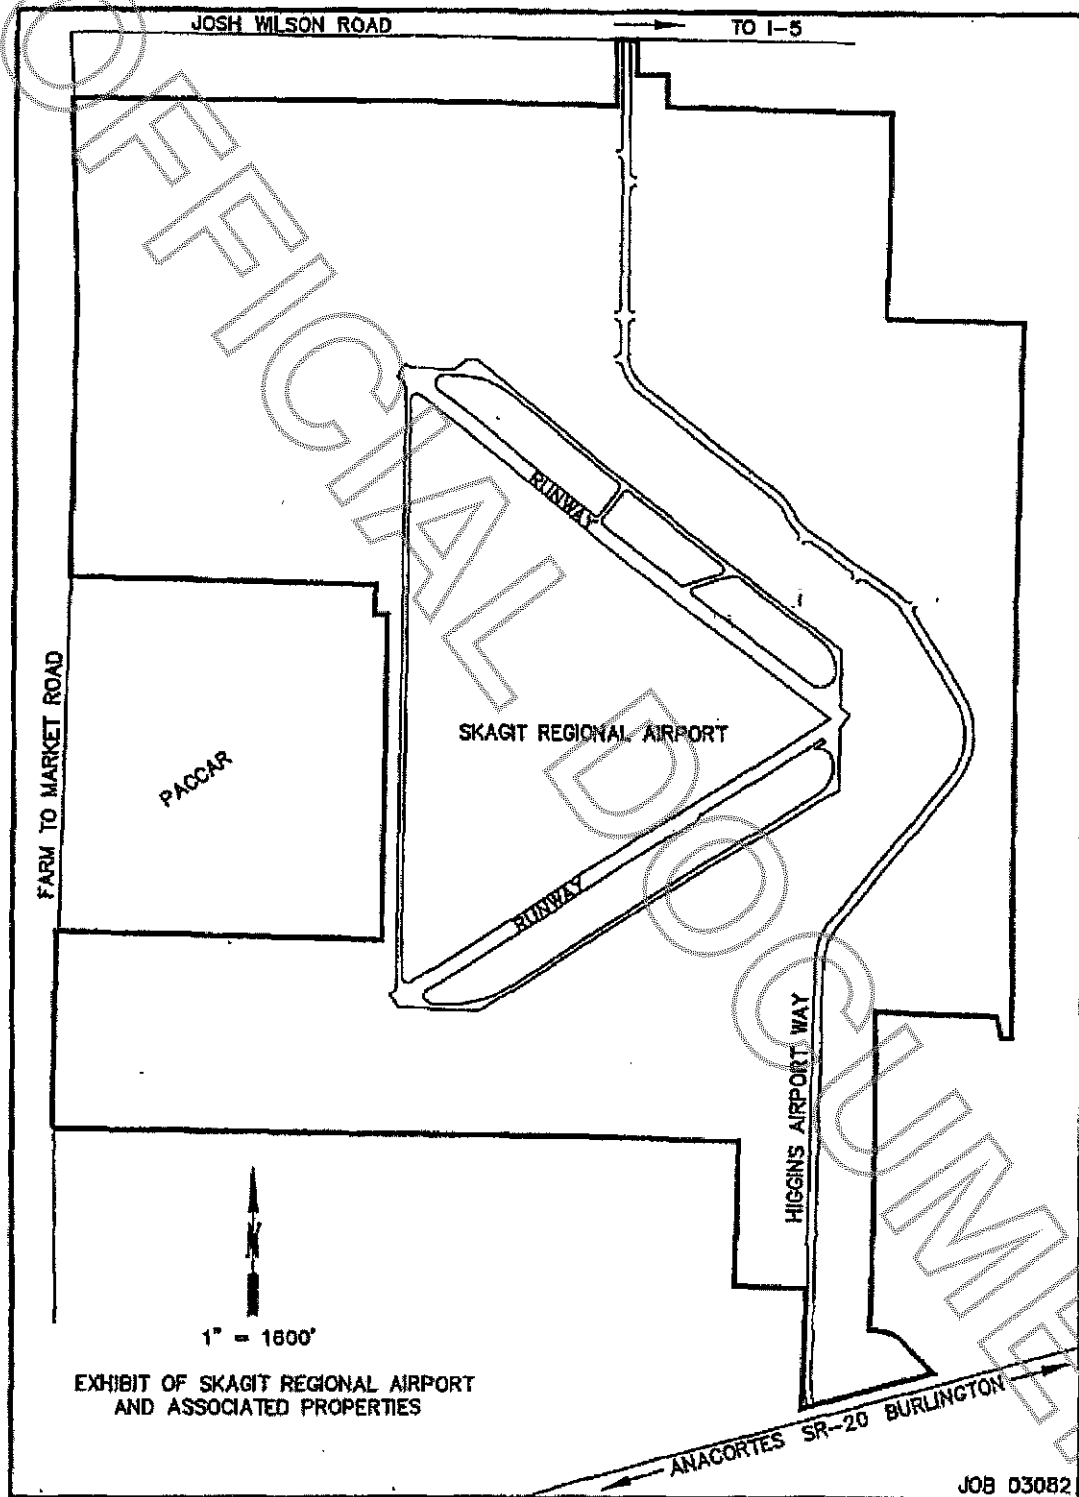 JOSH WILSON ROAD
TO I-5
RUNWAY
SKAGIT REGIONAL AIRPORT
FARM TO MARKET ROAD
PACCAR
RUNWAY
HIGGINS AIRPORT WAY
N
1" = 1600'
EXHIBIT OF SKAGIT REGIONAL AIRPORT
AND ASSOCIATED PROPERTIES
ANACORTES SR-20 BURLINGTON
JOB 03082
OFFICIAL DOCUME